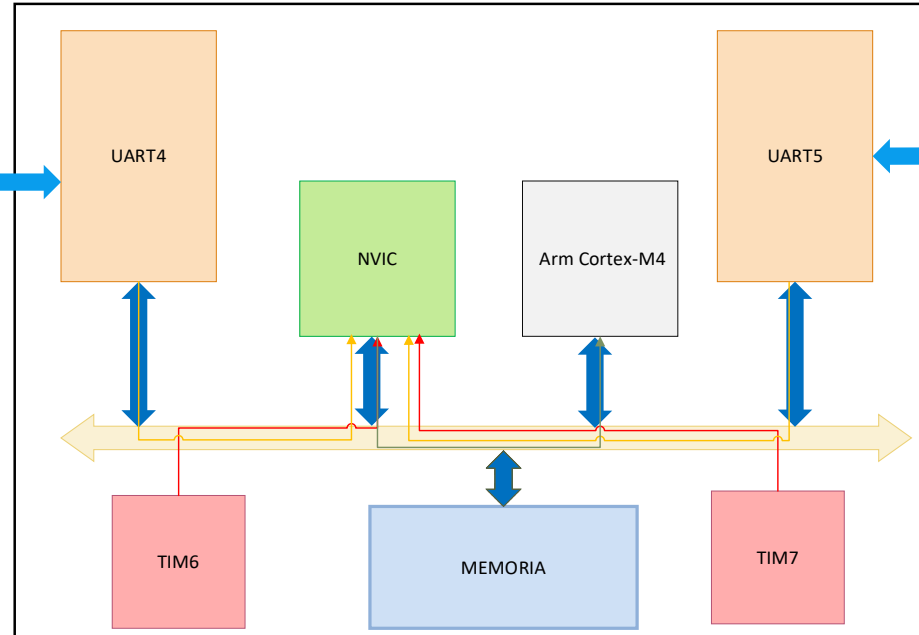 UART4
UART5
NVIC
Arm Cortex-M4
TIM6
MEMORIA
TIM7